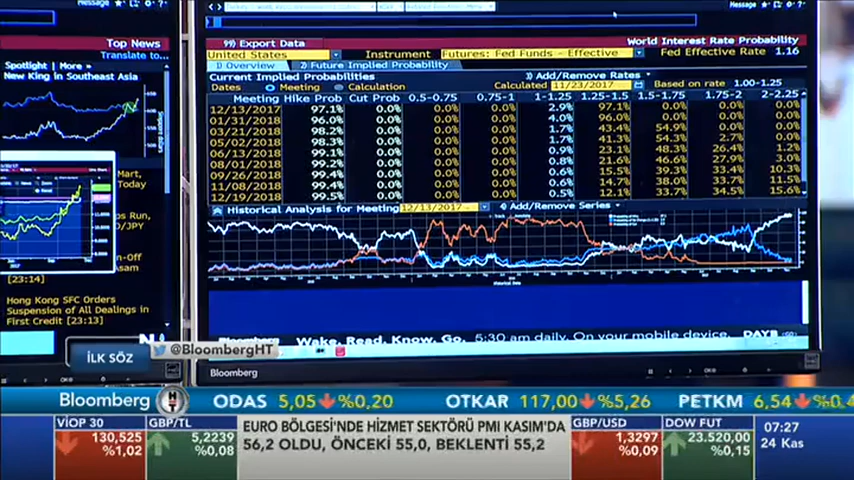 Message
Message
Top News
Translate to...
Spotlight | More »
New King in Southeast Asia
Mart,
Today
s Run,
D/JPY
n-Off
Asam
[23:14]
Hong Kong SFC Orders
Suspension of All Dealings in
First Credit [23:13]
99) Export Data
World Interest Rate Probability
United States
Instrument
Futures: Fed Funds - Effective
Fed Effective Rate 1.16
1) Overview
2) Future Implied Probability
Current Implied Probabilities
Add/Remove Rates
Dates
Meeting
Calculation
Calculated 11/23/2017
Based on rate 1.00-1.25
Meeting Hike Prob Cut Prob 0.5-0.75 0.75-1 1-1.25 1.25-1.5 1.5-1.75 1.75-2 2-2.25
12/13/2017 97.1% 0.0% 0.0% 0.0% 2.9% 97.1% 0.0% 0.0% 0.0%
01/31/2018 96.0% 0.0% 0.0% 0.0% 4.0% 96.0% 0.0% 0.0% 0.0%
03/21/2018 98.2% 0.0% 0.0% 0.0% 1.7% 43.4% 54.9% 0.0% 0.0%
05/02/2018 98.3% 0.0% 0.0% 0.0% 1.7% 41.3% 54.3% 2.7% 0.0%
06/13/2018 99.1% 0.0% 0.0% 0.0% 0.9% 23.1% 48.3% 26.4% 1.2%
08/01/2018 99.2% 0.0% 0.0% 0.0% 0.8% 21.6% 46.6% 27.9% 3.0%
09/26/2018 99.4% 0.0% 0.0% 0.0% 0.6% 15.5% 39.3% 33.4% 10.3%
11/08/2018 99.4% 0.0% 0.0% 0.0% 0.6% 14.7% 38.0% 33.7% 11.5%
12/19/2018 99.5% 0.0% 0.0% 0.0% 0.5% 12.1% 33.7% 34.5% 15.6%
Historical Analysis for Meeting 12/13/2017
Add/Remove Series
Wake. Read. Know. Go. 5:30 am daily. On your mobile device. DAYB
Bloomberg
İLK SÖZ
@BloombergHT
Bloomberg HT
ODAS 5,05 %0,20 OTKAR 117,00 %5,26 PETKM 6,54
VİOP 30
130,525
%1,02
GBP/TL
5,2239
%0,08
EURO BÖLGESİ'NDE HİZMET SEKTÖRÜ PMI KASIM'DA
56,2 OLDU, ÖNCEKİ 55,0, BEKLENTİ 55,2
GBP/USD
1,3297
%0,09
DOW FUT
23.520,00
%0,15
07:27
24 Kas